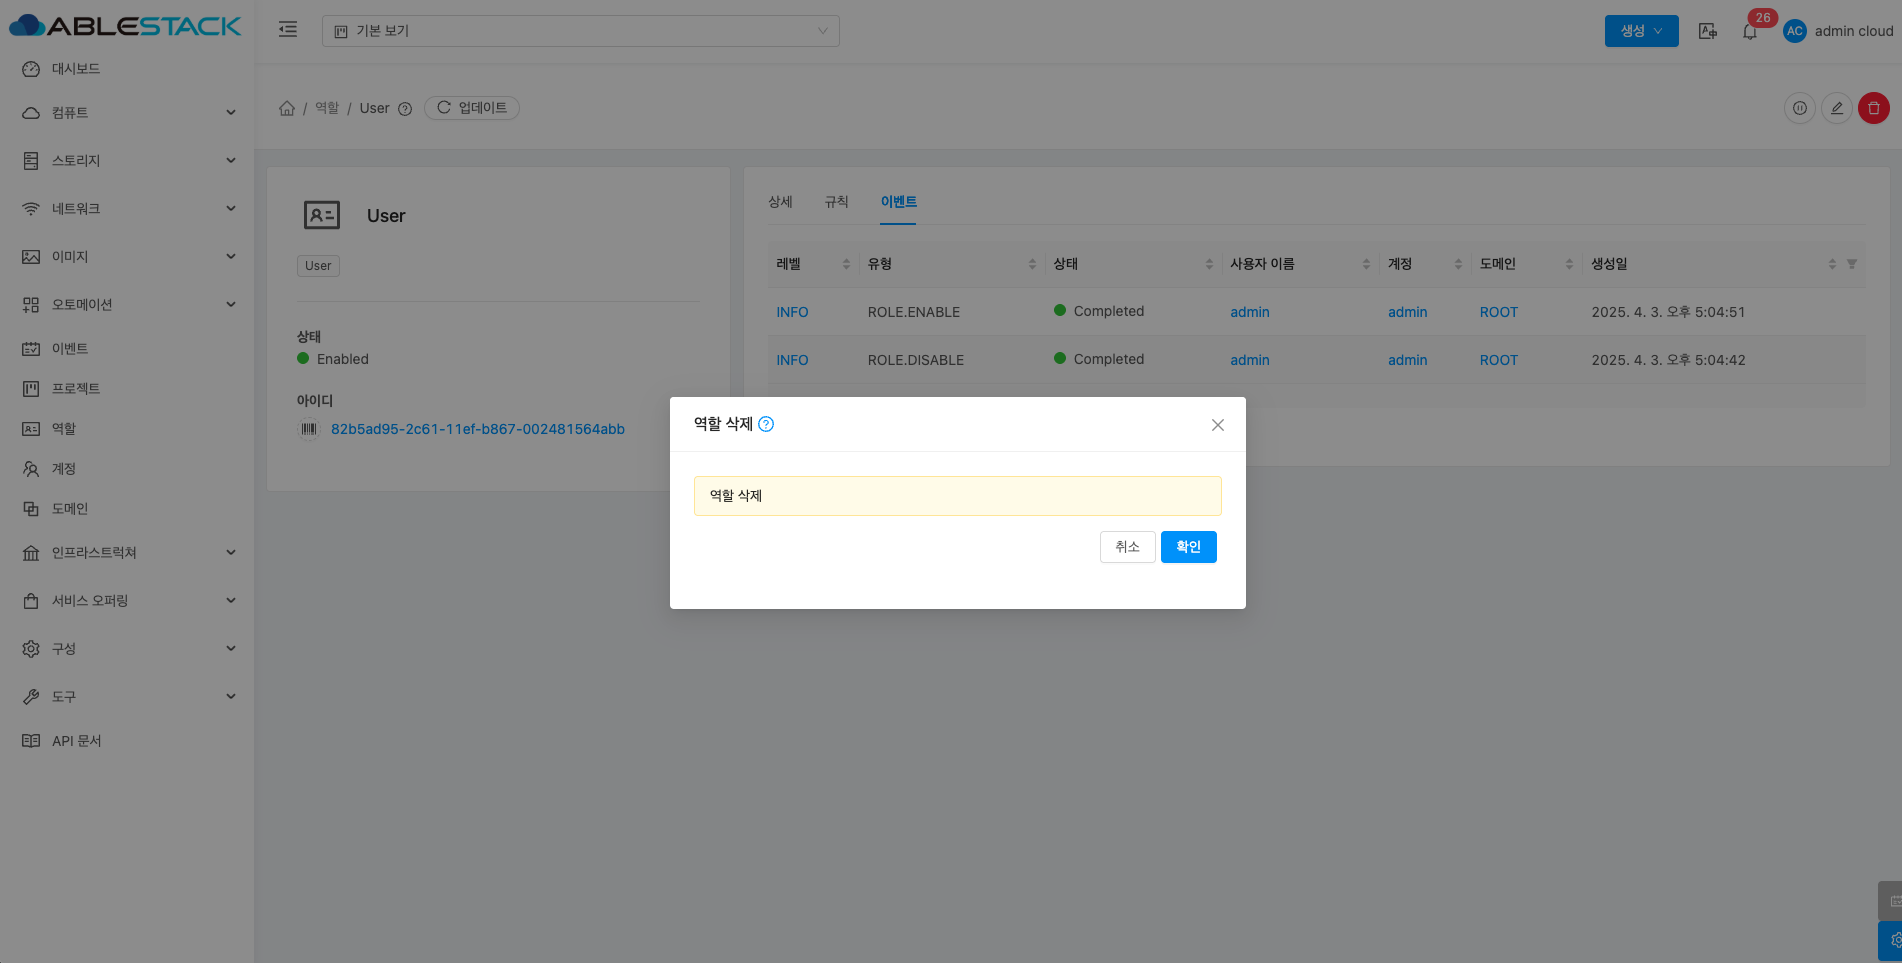 ABLESTACK
기본 보기
생성
26
AC
admin cloud
대시보드
컴퓨트
스토리지
네트워크
이미지
오토메이션
이벤트
프로젝트
역할
계정
도메인
인프라스트럭쳐
서비스 오퍼링
구성
도구
API 문서
/ 역할 / User
업데이트
User
User
상태
Enabled
아이디
82b5ad95-2c61-11ef-b867-002481564abb
상세 규칙 이벤트
레벨 유형 상태 사용자 이름 계정 도메인 생성일
INFO ROLE.ENABLE Completed admin admin ROOT 2025. 4. 3. 오후 5:04:51
INFO ROLE.DISABLE Completed admin admin ROOT 2025. 4. 3. 오후 5:04:42
역할 삭제
역할 삭제
취소 확인